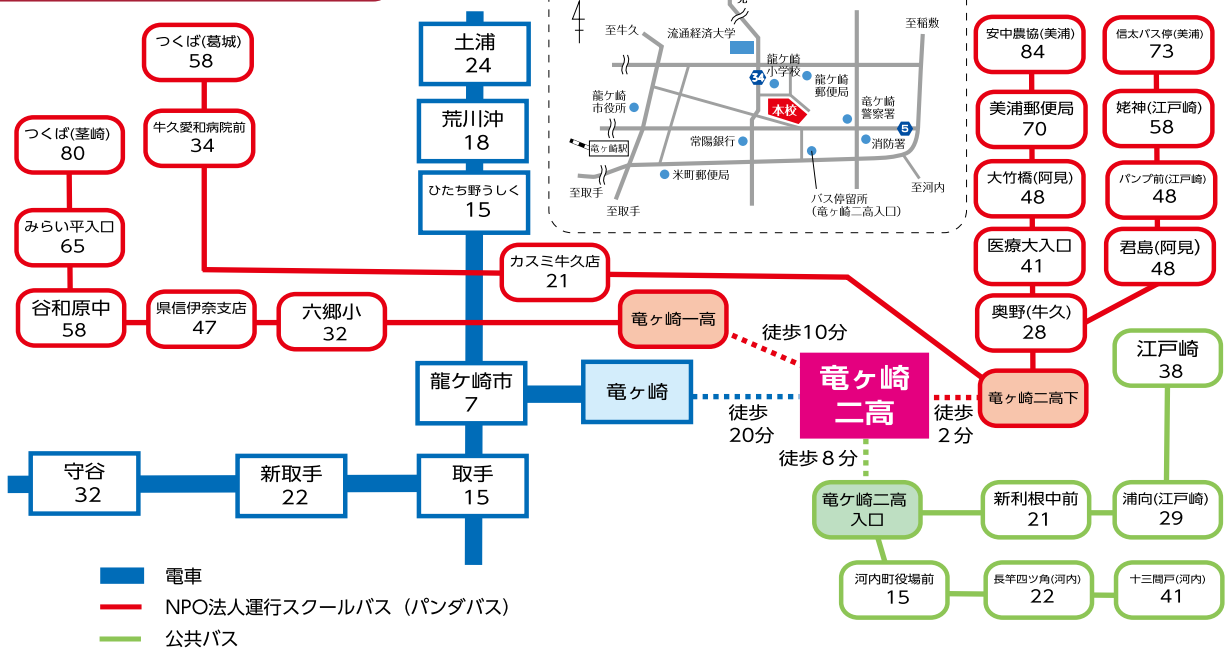 つくば(葛城)
58
牛久愛和病院前
34
つくば(茎崎)
80
みらい平入口
65
谷和原中
58
県信伊奈支店
47
六郷小
32
土浦
24
荒川沖
18
ひたち野うしく
15
カスミ牛久店
21
竜ヶ崎一高
徒歩10分
龍ケ崎市
7
竜ヶ崎
徒歩
20分
竜ヶ崎
二高
徒歩
2分
徒歩8分
守谷
32
新取手
22
取手
15
至牛久
流通経済大学
至稲敷
34
龍ケ崎
小学校
龍ケ崎
郵便局
龍ケ崎
市役所
本校
竜ケ崎
警察署
5
竜ヶ崎駅
常陽銀行
消防署
米町郵便局
至取手
至取手
至河内
バス停留所
(竜ヶ崎二高入口)
安中農協(美浦)
84
美浦郵便局
70
大竹橋(阿見)
48
医療大入口
41
奥野(牛久)
28
信太バス停(美浦)
73
姥神(江戸崎)
58
パンプ前(江戸崎)
48
君島(阿見)
48
竜ヶ崎二高下
江戸崎
38
竜ケ崎二高
入口
新利根中前
21
浦向(江戸崎)
29
河内町役場前
15
長竿四ツ角(河内)
22
十三間戸(河内)
41
電車
NPO法人運行スクールバス(パンダバス)
公共バス